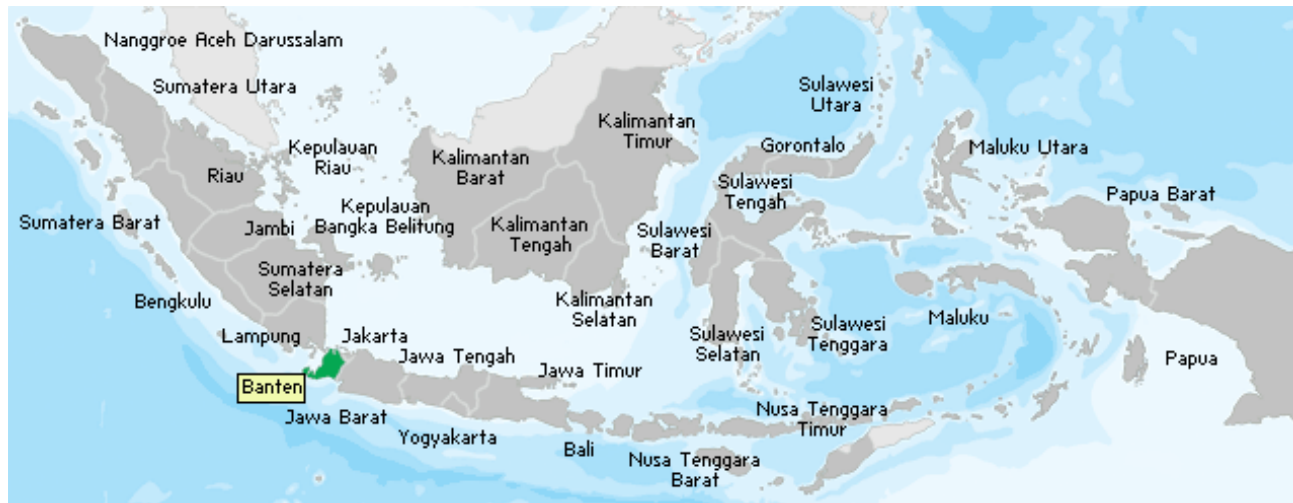 Nanggroe Aceh Darussalam
Sumatera Utara
Sulawesi
Utara
Kalimantan
Timur
Kepulauan
Riau
Kalimantan
Barat
Gorontalo
Maluku Utara
Riau
Sulawesi
Tengah
Papua Barat
Sumatera Barat
Jambi
Kepulauan
Bangka Belitung
Kalimantan
Tengah
Sulawesi
Barat
Sumatera
Selatan
Bengkulu
Kalimantan
Selatan
Maluku
Lampung
Jakarta
Sulawesi
Selatan
Sulawesi
Tenggara
Jawa Tengah
Jawa Timur
Papua
Banten
Jawa Barat
Yogyakarta
Nusa Tenggara
Timur
Bali
Nusa Tenggara
Barat